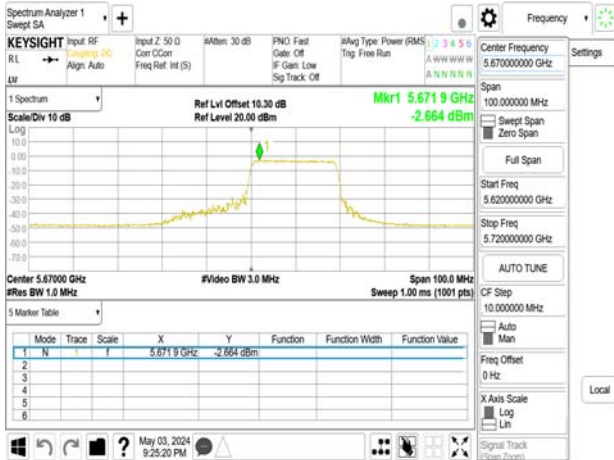 Spectrum Analyzer 1
Swept SA
+
Frequency
KEYSIGHT
RL
Input: RF
Coupling: DC
Align: Auto
Input Z: 50 Ω
Corr CCorr
Freq Ref: Int (S)
#Atten: 30 dB
PNO: Fast
Gate: Off
IF Gain: Low
Sig Track: Off
#Avg Type: Power (RMS
Trig: Free Run
1 2 3 4 5 6
A W W W W W
A N N N N N
1 Spectrum
Scale/Div 10 dB
Ref Lvl Offset 10.30 dB
Ref Level 20.00 dBm
Mkr1 5.671 9 GHz
-2.664 dBm
Log
10.0
0.00
-10.0
-20.0
-30.0
-40.0
-50.0
-60.0
-70.0
1
Center 5.67000 GHz
#Res BW 1.0 MHz
#Video BW 3.0 MHz
Span 100.0 MHz
Sweep 1.00 ms (1001 pts)
5 Marker Table
Mode Trace Scale X Y Function Function Width Function Value
1 N 1 f 5.671 9 GHz -2.664 dBm
2
3
4
5
6
May 03, 2024
9:25:20 PM
Center Frequency
5.670000000 GHz
Span
100.000000 MHz
Swept Span
Zero Span
Full Span
Start Freq
5.620000000 GHz
Stop Freq
5.720000000 GHz
AUTO TUNE
CF Step
10.000000 MHz
Auto
Man
Freq Offset
0 Hz
X Axis Scale
Log
Lin
Signal Track
(Span Zoom)
Settings
Local